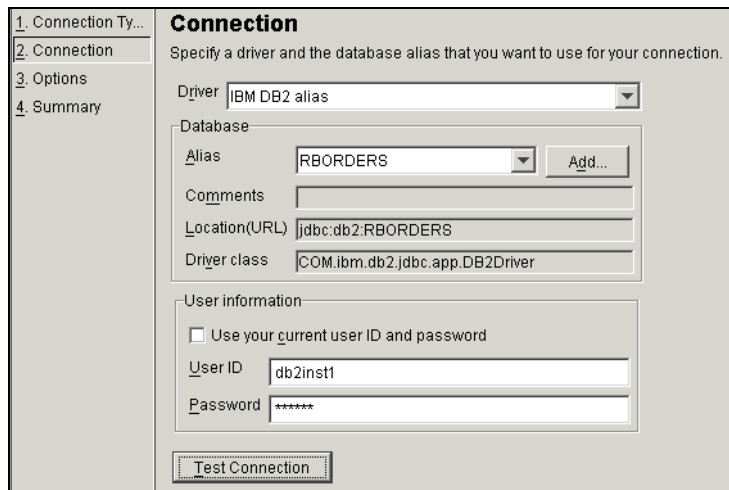 1. Connection Ty...
2. Connection
3. Options
4. Summary
Connection
Specify a driver and the database alias that you want to use for your connection.
Driver IBM DB2 alias
Database
Alias RBORDERS Add...
Comments
Location(URL) jdbc:db2:RBORDERS
Driver class COM.ibm.db2.jdbc.app.DB2Driver
User information
Use your current user ID and password
User ID db2inst1
Password ******
Test Connection